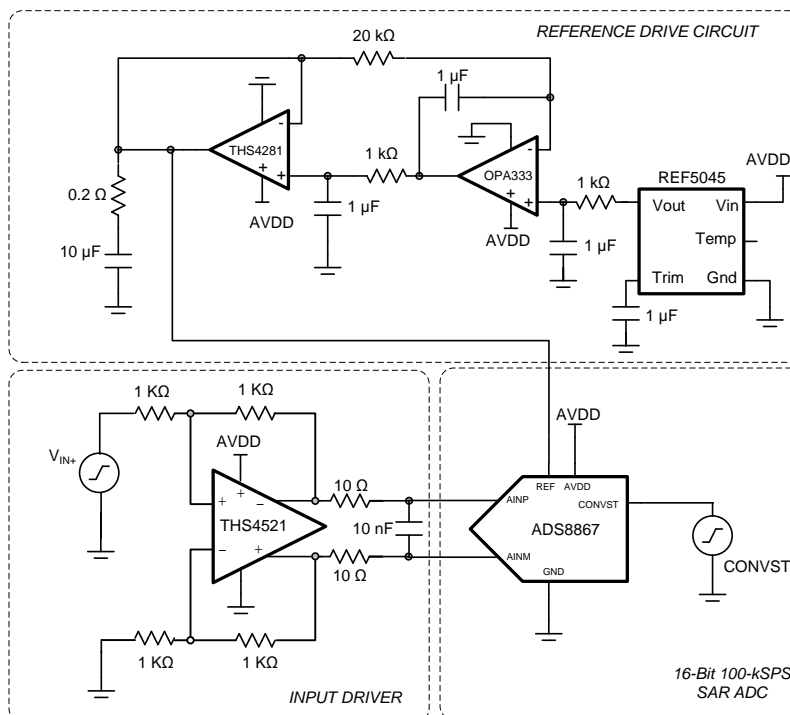 REFERENCE DRIVE CIRCUIT
20 kΩ
1 µF
-
THS4281
+
+
AVDD
1 kΩ
1 µF
-
OPA333
+
+
AVDD
1 kΩ
1 µF
REF5045
AVDD
Vout
Vin
Temp
Trim
Gnd
1 µF
0.2 Ω
10 µF
1 KΩ
1 KΩ
AVDD
VIN+
+
+
−
THS4521
−
+
10 Ω
10 nF
10 Ω
1 KΩ
1 KΩ
INPUT DRIVER
AVDD
REF
AVDD
CONVST
AINP
ADS8867
AINM
GND
CONVST
16-Bit 100-kSPS
SAR ADC